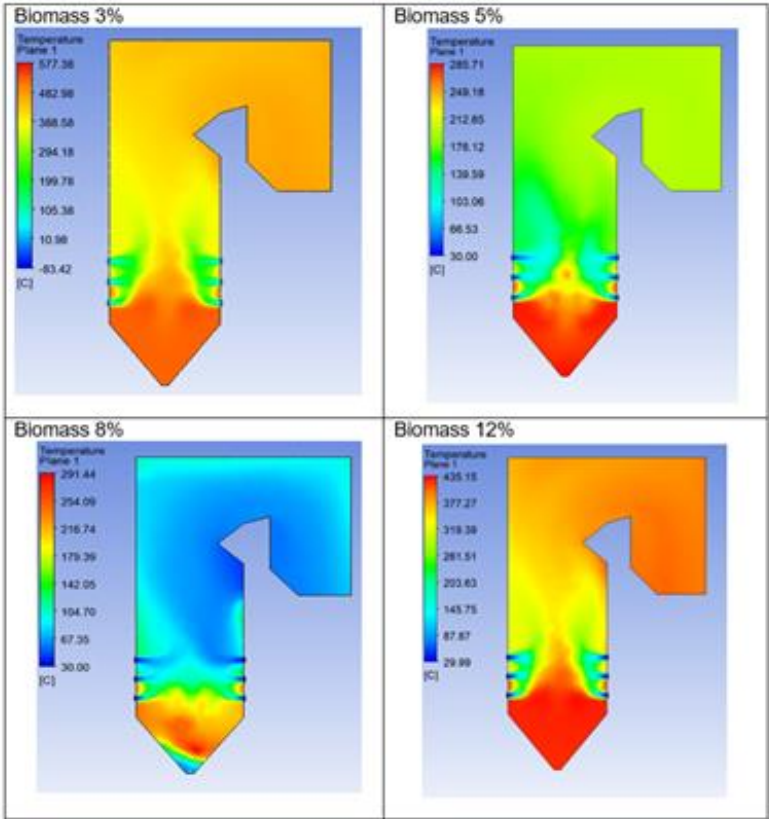 Biomass 3%
Temperature
Plane 1
577.38
482.98
388.58
294.18
199.78
105.38
10.98
-83.42
[C]
Biomass 5%
Temperature
Plane 1
285.71
249.18
212.65
176.12
139.59
103.06
66.53
30.00
[C]
Biomass 8%
Temperature
Plane 1
291.44
254.09
216.74
179.39
142.05
104.70
67.35
30.00
[C]
Biomass 12%
Temperature
Plane 1
435.15
377.27
319.39
261.51
203.63
145.75
87.87
29.99
[C]